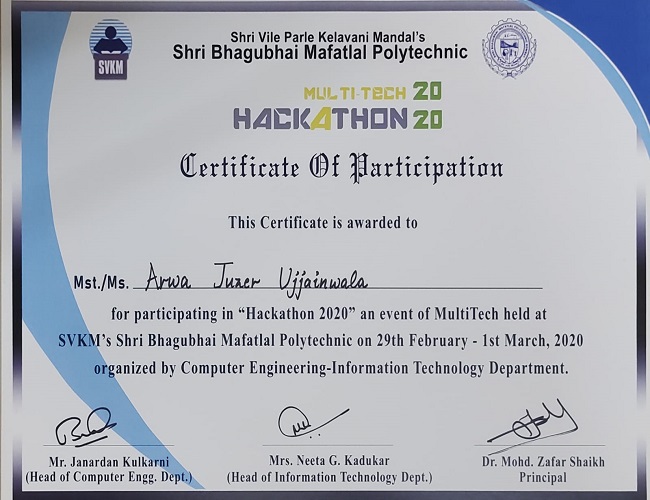 Shri Vile Parle Kelavani Mandal's
Shri Bhagubhai Mafatlal Polytechnic
SVKM
MULTI-TECH 20
HACKATHON 20
Certificate Of Participation
This Certificate is awarded to
Mst./Ms. Arwa Juzer Ujjainwala
for participating in “Hackathon 2020” an event of MultiTech held at
SVKM's Shri Bhagubhai Mafatlal Polytechnic on 29th February - 1st March, 2020
organized by Computer Engineering-Information Technology Department.
Mr. Janardan Kulkarni
(Head of Computer Engg. Dept.)
Mrs. Neeta G. Kadukar
(Head of Information Technology Dept.)
Dr. Mohd. Zafar Shaikh
Principal